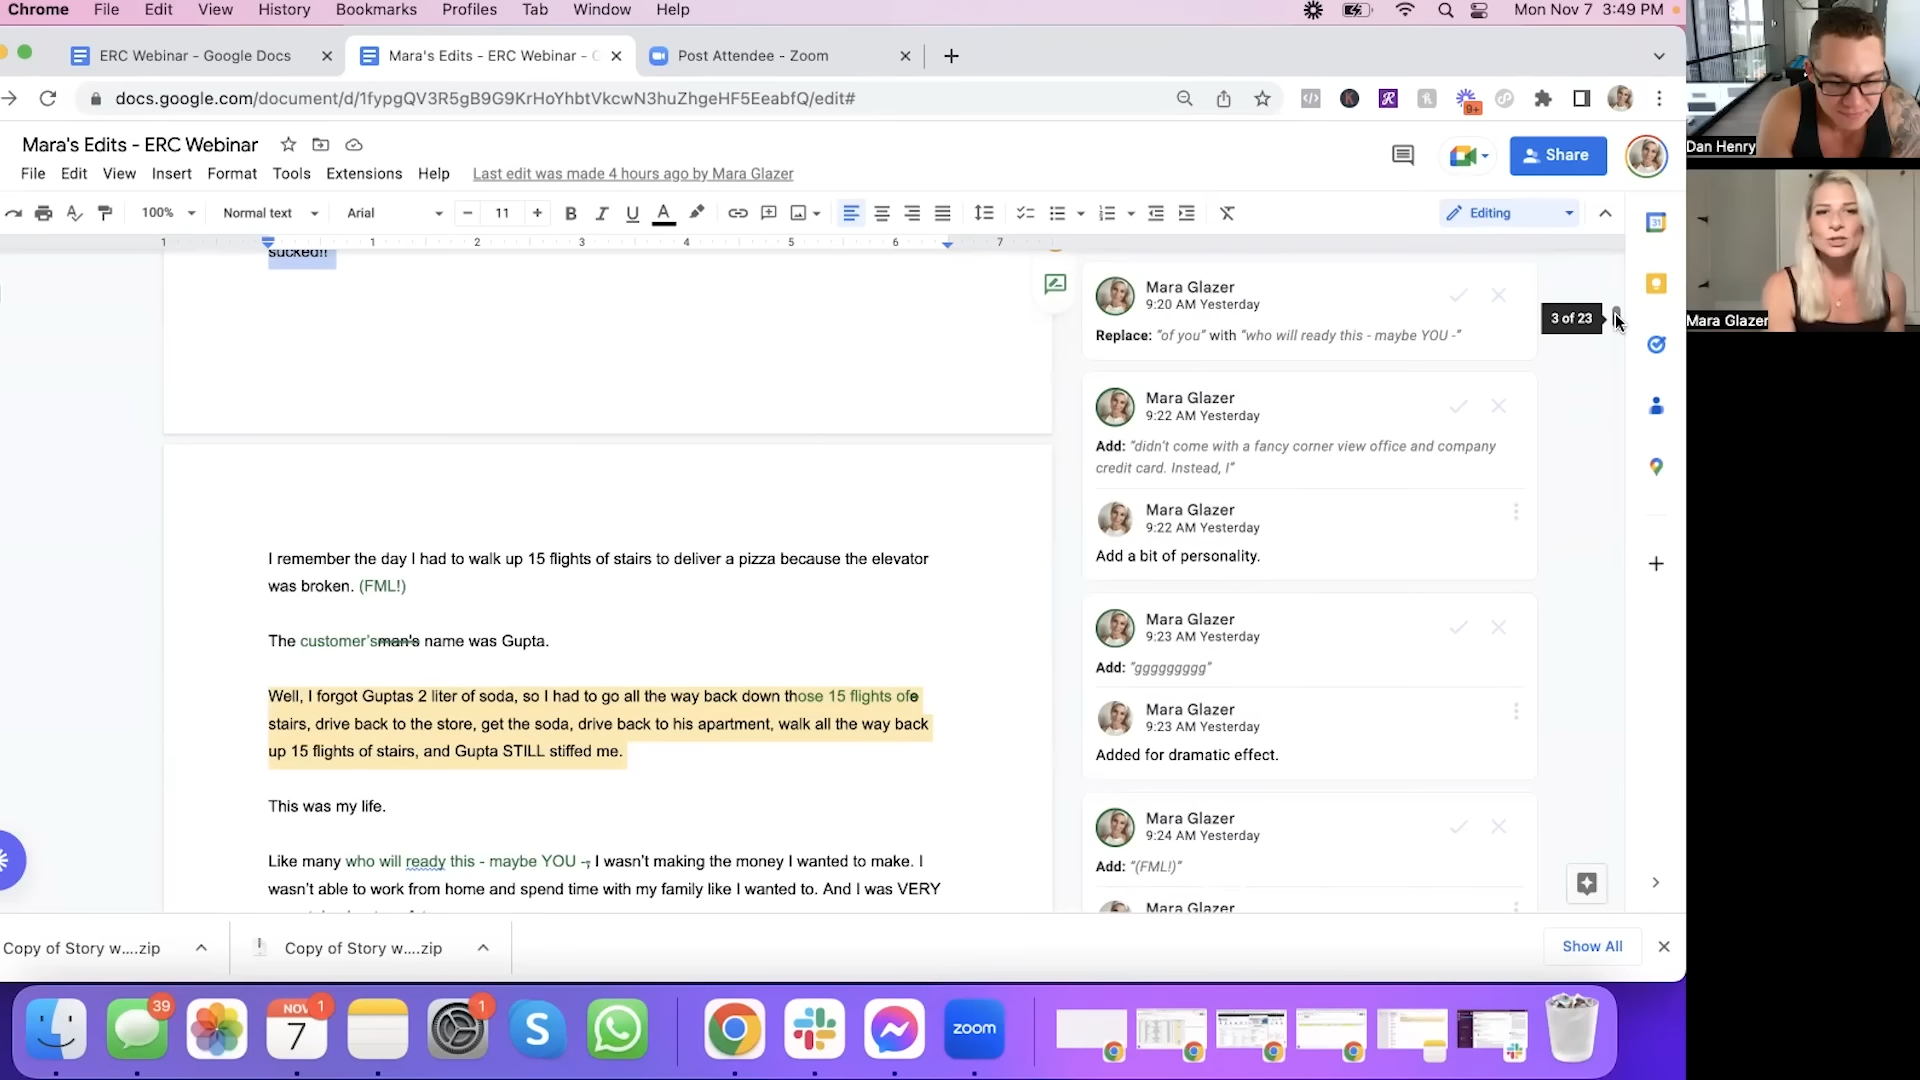 Chrome File Edit View History Bookmarks Profiles Tab Window Help Mon Nov 7 3:49 PM
ERC Webinar - Google Docs Mara's Edits - ERC Webinar - G Post Attendee - Zoom
docs.google.com/document/d/1fypgQV3R5gB9G9KrHoYhbtVkcwN3huZhgeHF5EeabfQ/edit#
9+
Mara's Edits - ERC Webinar
Share
File Edit View Insert Format Tools Extensions Help Last edit was made 4 hours ago by Mara Glazer
100% Normal text Arial 11 Editing
1 1 2 3 4 5 6 7
sucked!!
I remember the day I had to walk up 15 flights of stairs to deliver a pizza because the elevator
was broken. (FML!)
The customer'sman's name was Gupta.
Well, I forgot Guptas 2 liter of soda, so I had to go all the way back down those 15 flights ofe
stairs, drive back to the store, get the soda, drive back to his apartment, walk all the way back
up 15 flights of stairs, and Gupta STILL stiffed me.
This was my life.
Like many who will ready this - maybe YOU -, I wasn't making the money I wanted to make. I
wasn't able to work from home and spend time with my family like I wanted to. And I was VERY
Mara Glazer
9:20 AM Yesterday
Replace: "of you" with "who will ready this - maybe YOU -"
3 of 23
Mara Glazer
9:22 AM Yesterday
Add: "didn't come with a fancy corner view office and company
credit card. Instead, I"
Mara Glazer
9:22 AM Yesterday
Add a bit of personality.
Mara Glazer
9:23 AM Yesterday
Add: "ggggggggg"
Mara Glazer
9:23 AM Yesterday
Added for dramatic effect.
Mara Glazer
9:24 AM Yesterday
Add: "(FML!)"
Mara Glazer
31
Dan Henry
Mara Glazer
Copy of Story w....zip Copy of Story w....zip Show All
39 NOV 7 1 1 S zoom